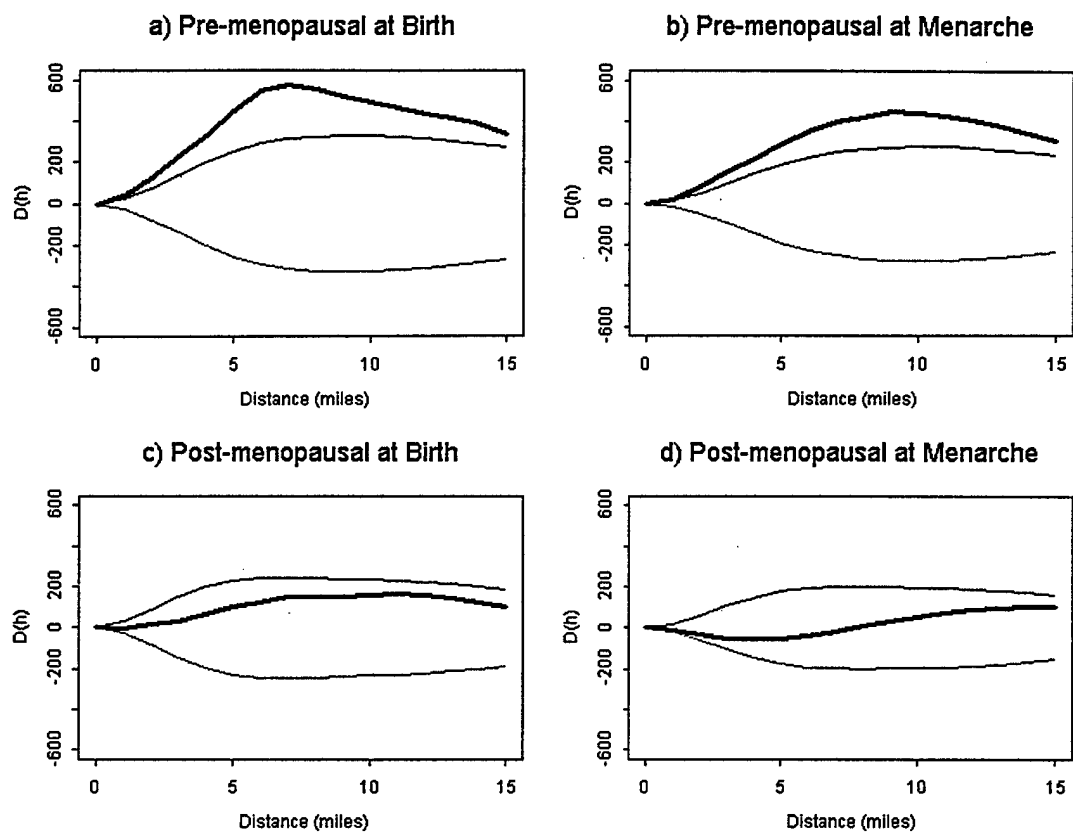 a) Pre-menopausal at Birth
600
200
0
-200
-600
D(h)
0 5 10 15
Distance (miles)
b) Pre-menopausal at Menarche
600
200
0
-200
-600
D(h)
0 5 10 15
Distance (miles)
c) Post-menopausal at Birth
600
200
0
-200
-600
D(h)
0 5 10 15
Distance (miles)
d) Post-menopausal at Menarche
600
200
0
-200
-600
D(h)
0 5 10 15
Distance (miles)